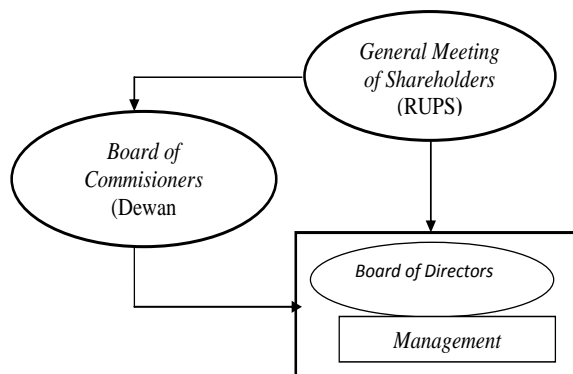 General Meeting
of Shareholders
(RUPS)
Board of
Commisioners
(Dewan
Board of Directors
Management